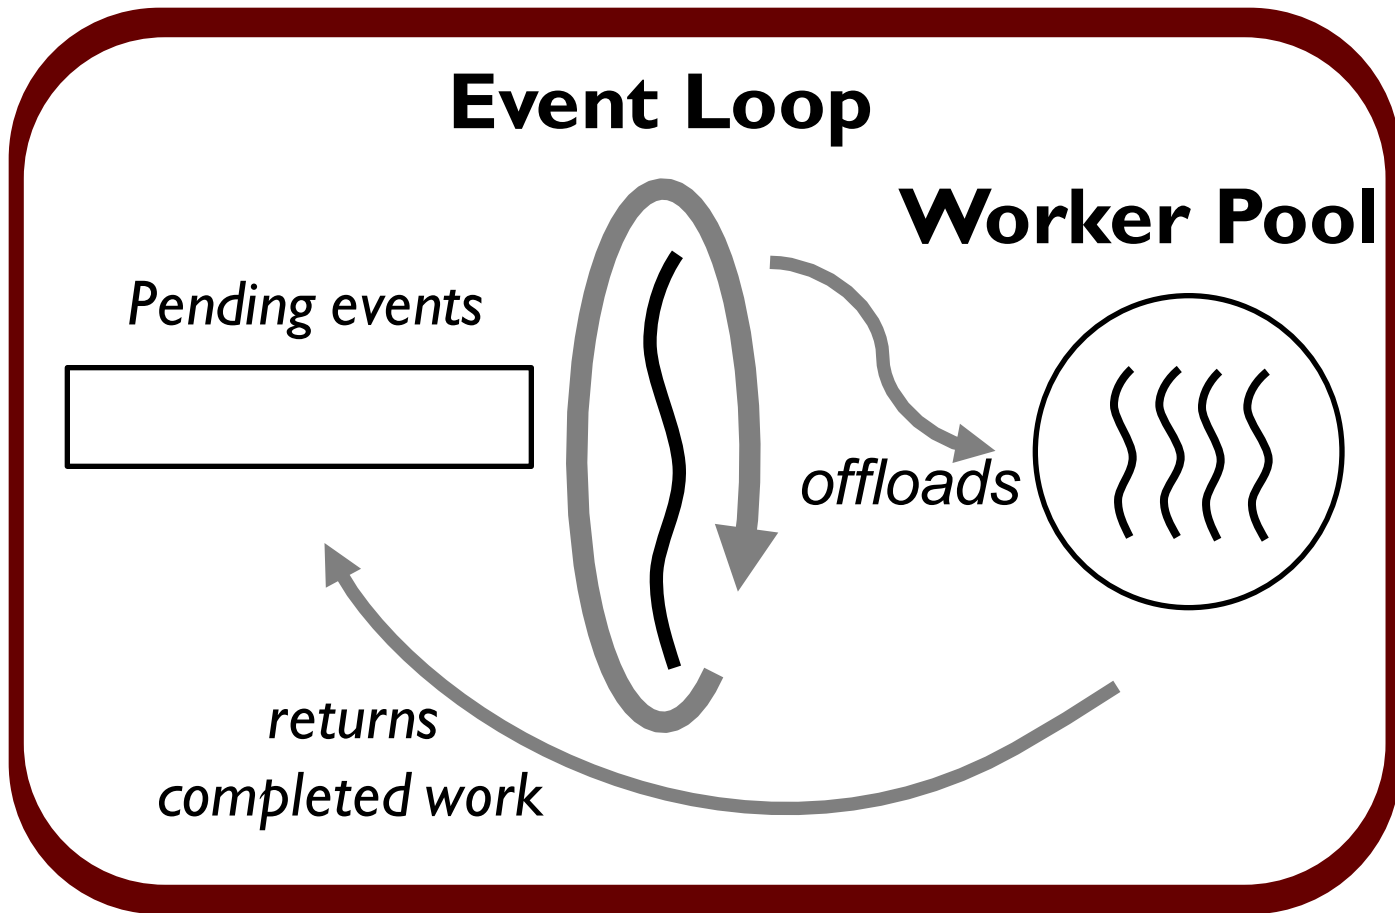 Event Loop
Worker Pool
Pending events
offloads
returns
completed work